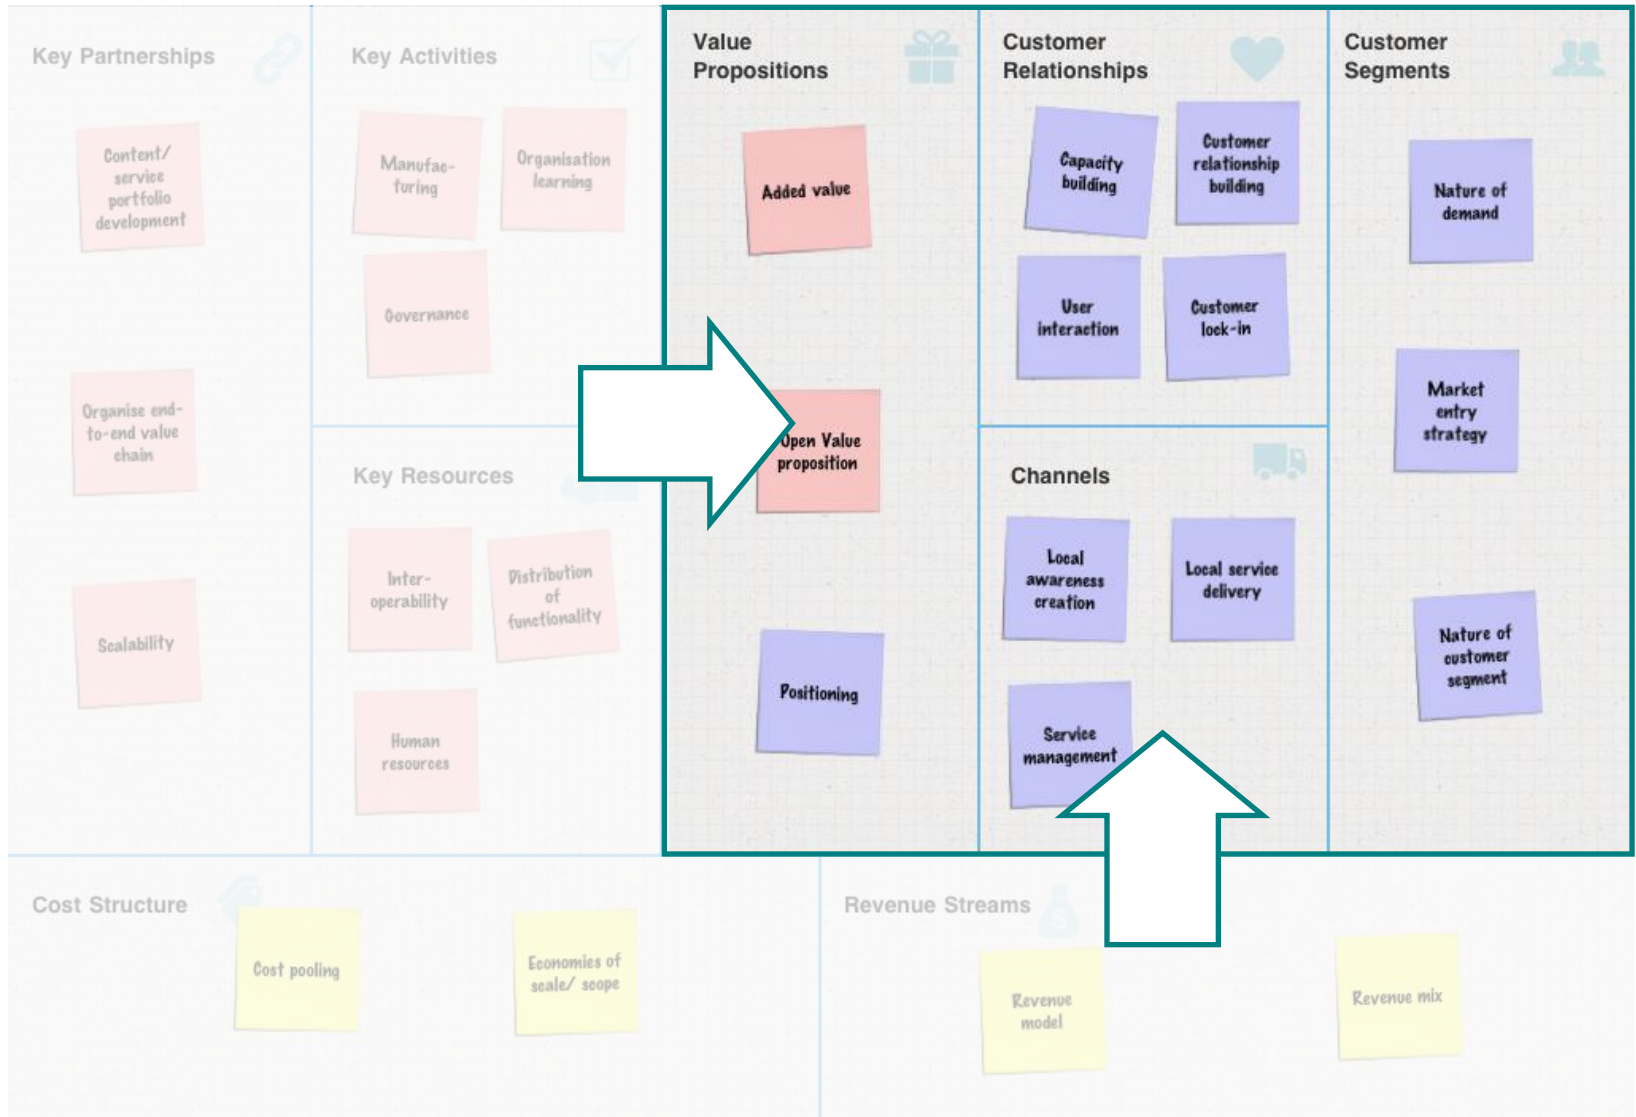 Key Partnerships
Content/
service
portfolio
development
Organise end-
to-end value
chain
Scalability
Key Activities
Manufac-
turing
Organisation
learning
Governance
Key Resources
Inter-
operability
Distribution
of
functionality
Human
resources
Value
Propositions
Added value
Open Value
proposition
Positioning
Customer
Relationships
Capacity
building
Customer
relationship
building
User
interaction
Customer
lock-in
Channels
Local
awareness
creation
Local service
delivery
Service
management
Customer
Segments
Nature of
demand
Market
entry
strategy
Nature of
customer
segment
Cost Structure
Cost pooling
Economies of
scale/ scope
Revenue Streams
$
Revenue
model
Revenue mix